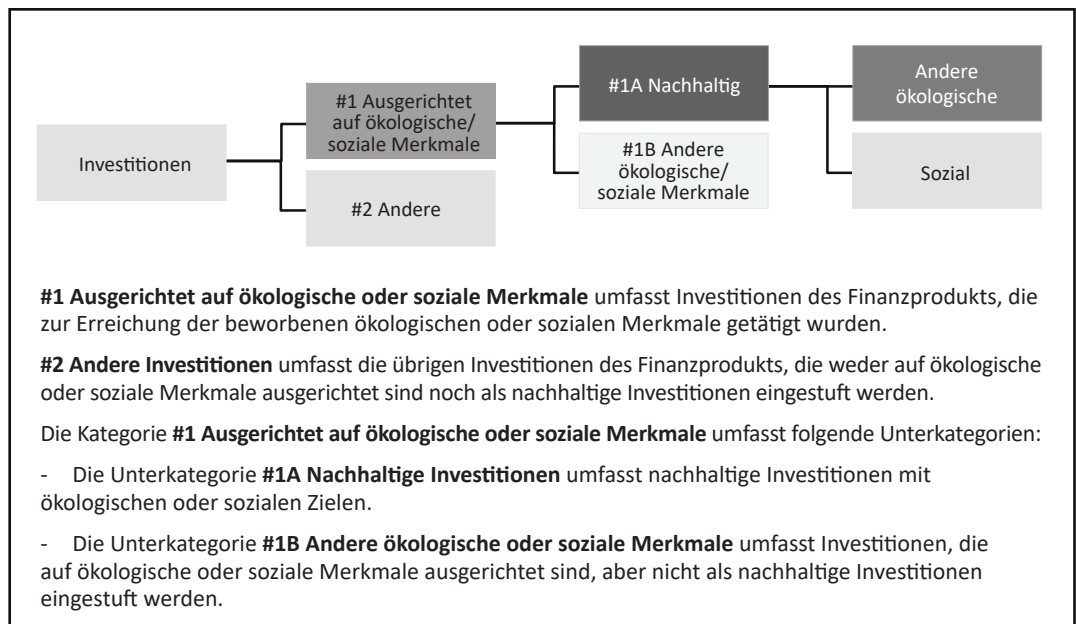 Investitionen
#1 Ausgerichtet
auf ökologische/
soziale Merkmale
#2 Andere
#1A Nachhaltig
#1B Andere
ökologische/
soziale Merkmale
Andere
ökologische
Sozial
#1 Ausgerichtet auf ökologische oder soziale Merkmale umfasst Investitionen des Finanzprodukts, die
zur Erreichung der beworbenen ökologischen oder sozialen Merkmale getätigt wurden.
#2 Andere Investitionen umfasst die übrigen Investitionen des Finanzprodukts, die weder auf ökologische
oder soziale Merkmale ausgerichtet sind noch als nachhaltige Investitionen eingestuft werden.
Die Kategorie #1 Ausgerichtet auf ökologische oder soziale Merkmale umfasst folgende Unterkategorien:
- Die Unterkategorie #1A Nachhaltige Investitionen umfasst nachhaltige Investitionen mit
ökologischen oder sozialen Zielen.
- Die Unterkategorie #1B Andere ökologische oder soziale Merkmale umfasst Investitionen, die
auf ökologische oder soziale Merkmale ausgerichtet sind, aber nicht als nachhaltige Investitionen
eingestuft werden.